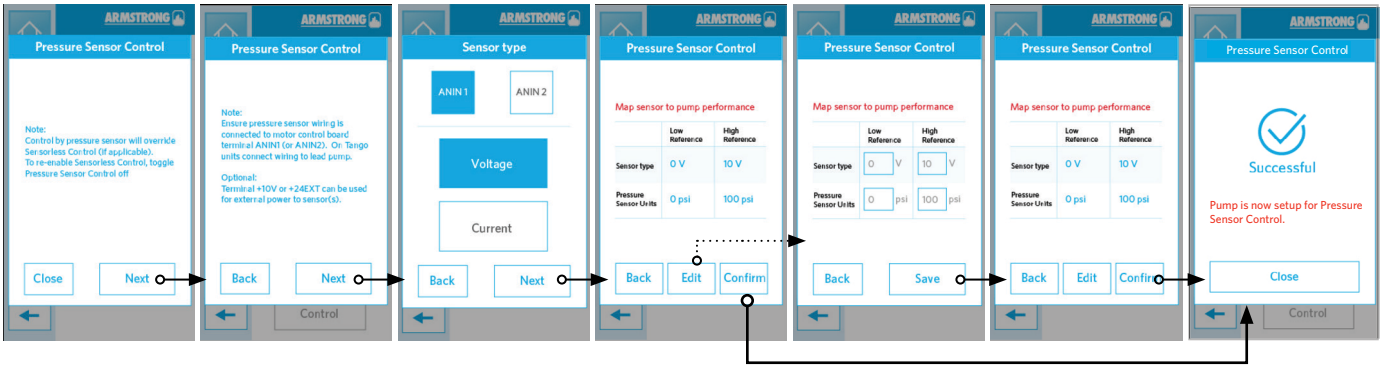 ARMSTRONG
Pressure Sensor Control
Note:
Control by pressure sensor will override
Sensorless Control (if applicable).
To re-enable Sensorless Control, toggle
Pressure Sensor Control off
Close
Next
ARMSTRONG
Pressure Sensor Control
Note:
Ensure pressure sensor wiring is
connected to motor control board
terminal ANIN1 (or ANIN2). On Tango
units connect wiring to lead pump.
Optional:
Terminal +10V or +24EXT can be used
for external power to sensor(s).
Back
Next
Control
ARMSTRONG
Sensor type
ANIN 1
ANIN 2
Voltage
Current
Back
Next
ARMSTRONG
Pressure Sensor Control
Map sensor to pump performance
Low High
Reference Reference
Sensor type 0 V 10 V
Pressure
Sensor Units 0 psi 100 psi
Back
Edit
Confirm
ARMSTRONG
Pressure Sensor Control
Map sensor to pump performance
Low High
Reference Reference
Sensor type 0 V 10 V
Pressure
Sensor Units 0 psi 100 psi
Back
Save
ARMSTRONG
Pressure Sensor Control
Map sensor to pump performance
Low High
Reference Reference
Sensor type 0 V 10 V
Pressure
Sensor Units 0 psi 100 psi
Back
Edit
Confirm
ARMSTRONG
Pressure Sensor Control
Successful
Pump is now setup for Pressure
Sensor Control.
Close
Control